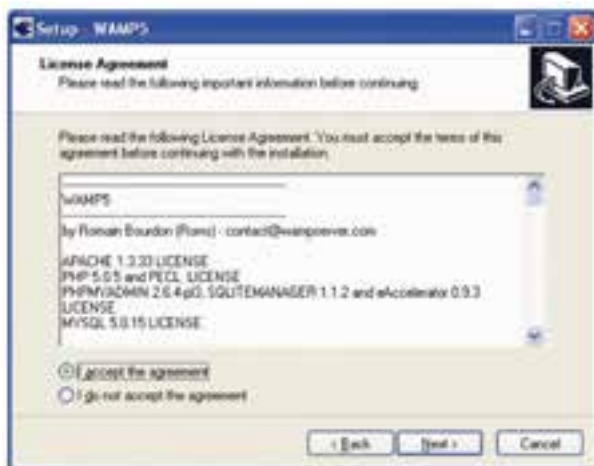 Setup - WAMP5
License Agreement
Please read the following important information before continuing.
Please read the following License Agreement. You must accept the terms of this
agreement before continuing with the installation.
WAMP5
by Romain Bourdon (Roms) - contact@wampserver.com
APACHE 1.3.33 LICENSE
PHP 5.0.5 and PECL LICENSE
PHPMYADMIN 2.6.4-pl3, SQLITEMANAGER 1.1.2 and eAccelerator 0.9.3
LICENSE
MYSQL 5.0.15 LICENSE
I accept the agreement
I do not accept the agreement
< Back
Next >
Cancel